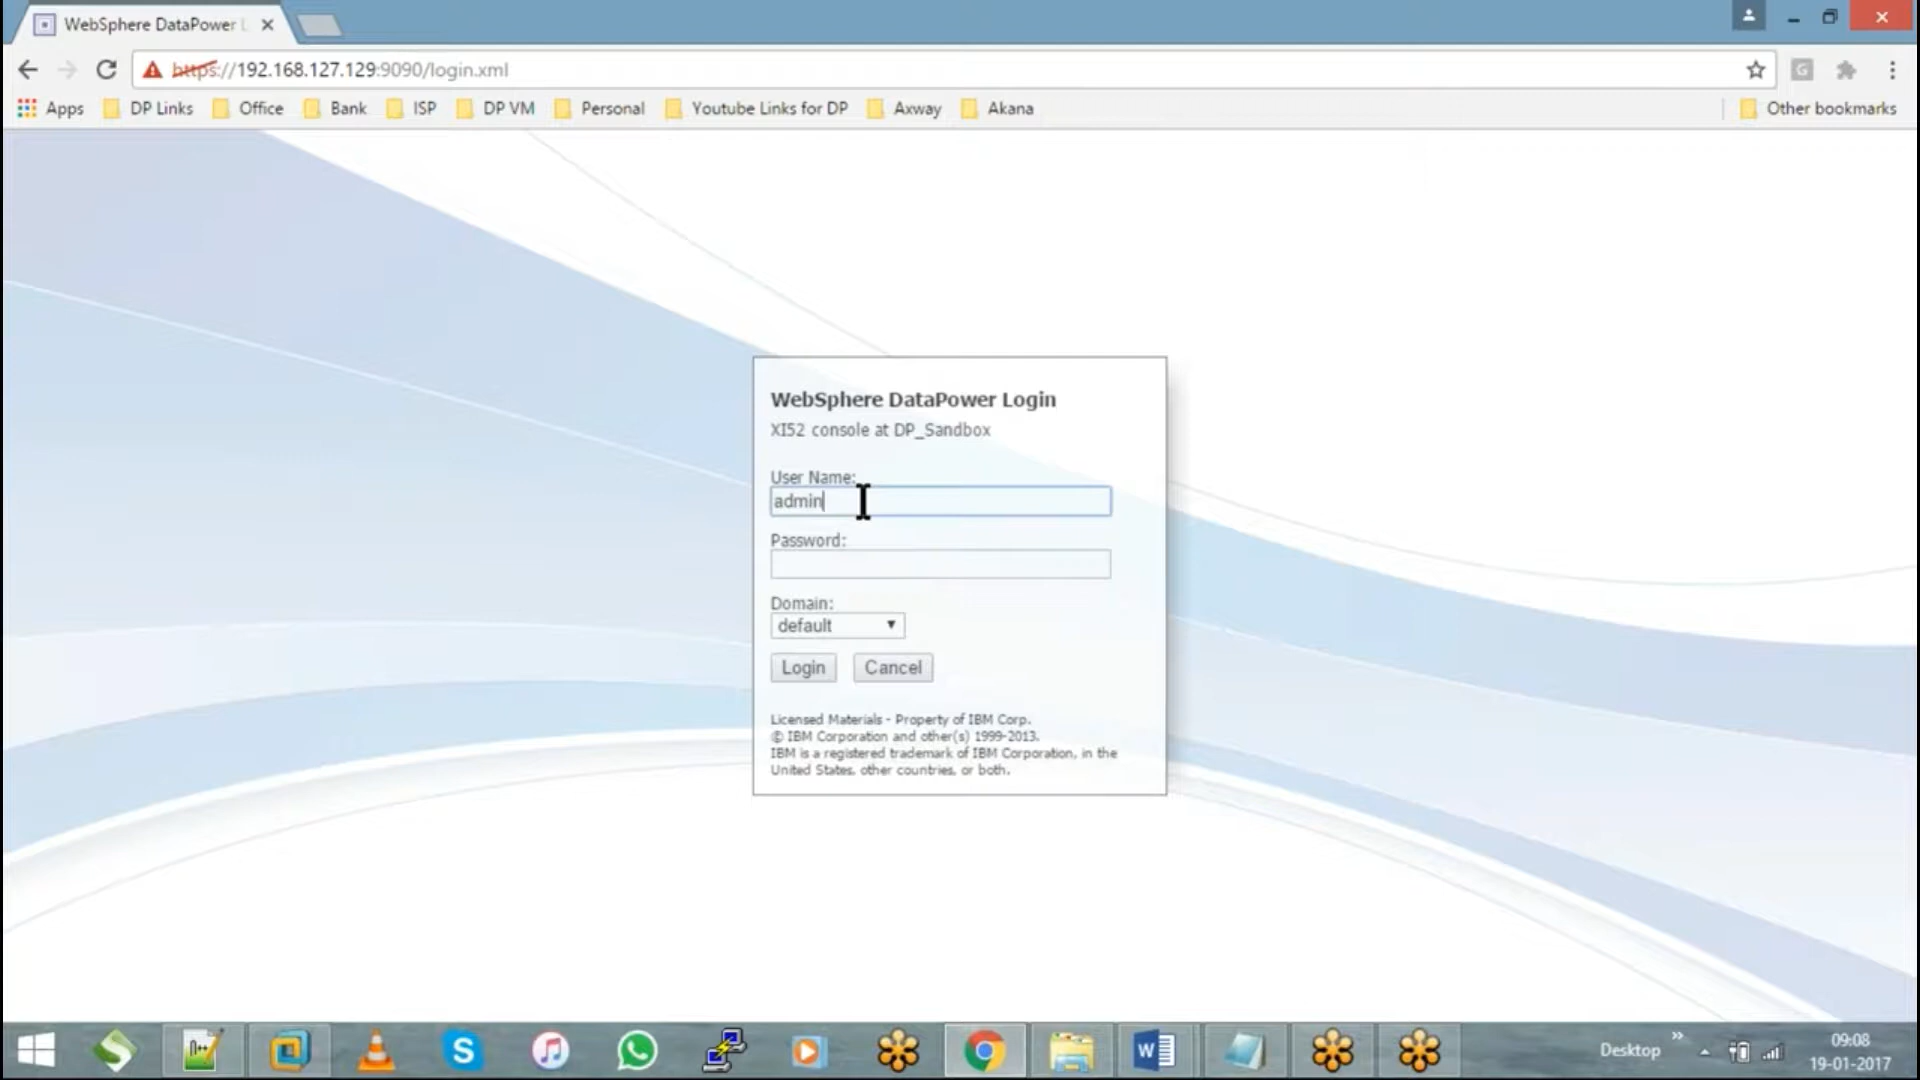 WebSphere DataPower L
https://192.168.127.129:9090/login.xml
Apps DP Links Office Bank ISP DP VM Personal Youtube Links for DP Axway Akana Other bookmarks
WebSphere DataPower Login
XI52 console at DP_Sandbox
User Name:
admin
Password:
Domain:
default
Login Cancel
Licensed Materials - Property of IBM Corp.
© IBM Corporation and other(s) 1999-2013.
IBM is a registered trademark of IBM Corporation, in the
United States, other countries, or both.
Desktop
09:08
19-01-2017